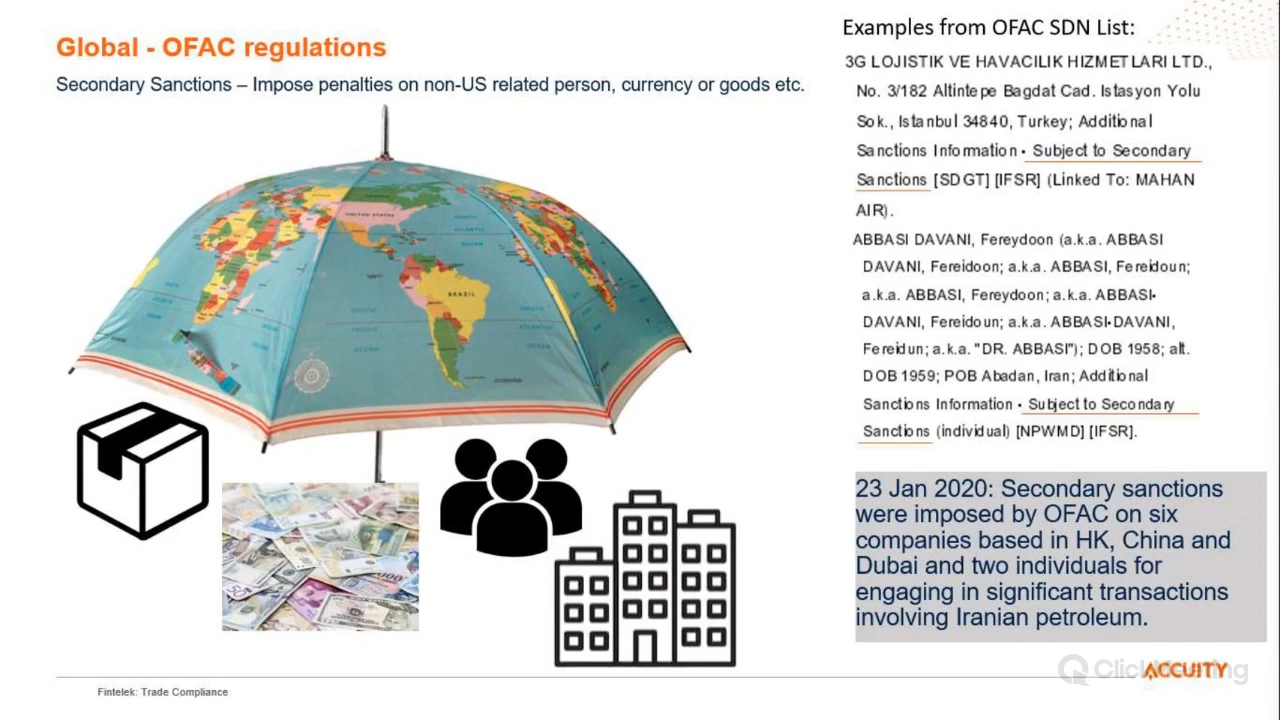 Global - OFAC regulations
Secondary Sanctions – Impose penalties on non-US related person, currency or goods etc.
UNITED STATES
BRAZIL
Examples from OFAC SDN List:
3G LOJISTIK VE HAVACILIK HIZMETLARI LTD.,
No. 3/182 Altintepe Bagdat Cad. Istasyon Yolu
Sok., Istanbul 34840, Turkey; Additional
Sanctions Information • Subject to Secondary
Sanctions [SDGT] [IFSR] (Linked To: MAHAN
AIR).
ABBASI DAVANI, Fereydoon (a.k.a. ABBASI
DAVANI, Fereidoon; a.k.a. ABBASI, Fereidoun;
a.k.a. ABBASI, Fereydoon; a.k.a. ABBASI•
DAVANI, Fereidoun; a.k.a. ABBASI•DAVANI,
Fereidun; a.k.a. "DR. ABBASI"); DOB 1958; alt.
DOB 1959; POB Abadan, Iran; Additional
Sanctions Information • Subject to Secondary
Sanctions (individual) [NPWMD] [IFSR].
23 Jan 2020: Secondary sanctions
were imposed by OFAC on six
companies based in HK, China and
Dubai and two individuals for
engaging in significant transactions
involving Iranian petroleum.
ClickMeeting
ACCUITY
Fintelek: Trade Compliance